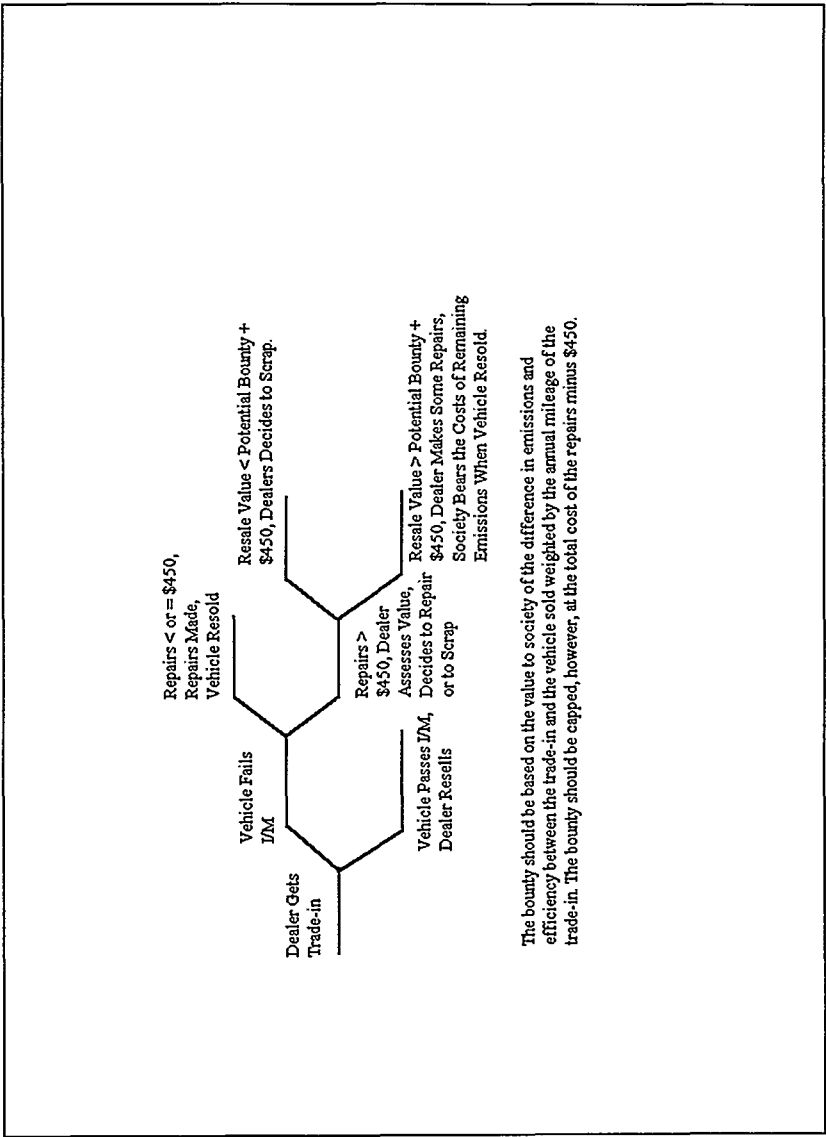 Dealer Gets
Trade-in
Vehicle Fails
I/M
Vehicle Passes I/M,
Dealer Resells
Repairs < or = $450,
Repairs Made,
Vehicle Resold
Repairs >
$450, Dealer
Assesses Value,
Decides to Repair
or to Scrap
Resale Value < Potential Bounty +
$450, Dealers Decides to Scrap.
Resale Value > Potential Bounty +
$450, Dealer Makes Some Repairs,
Society Bears the Costs of Remaining
Emissions When Vehicle Resold.
The bounty should be based on the value to society of the difference in emissions and
efficiency between the trade-in and the vehicle sold weighted by the annual mileage of the
trade-in. The bounty should be capped, however, at the total cost of the repairs minus $450.